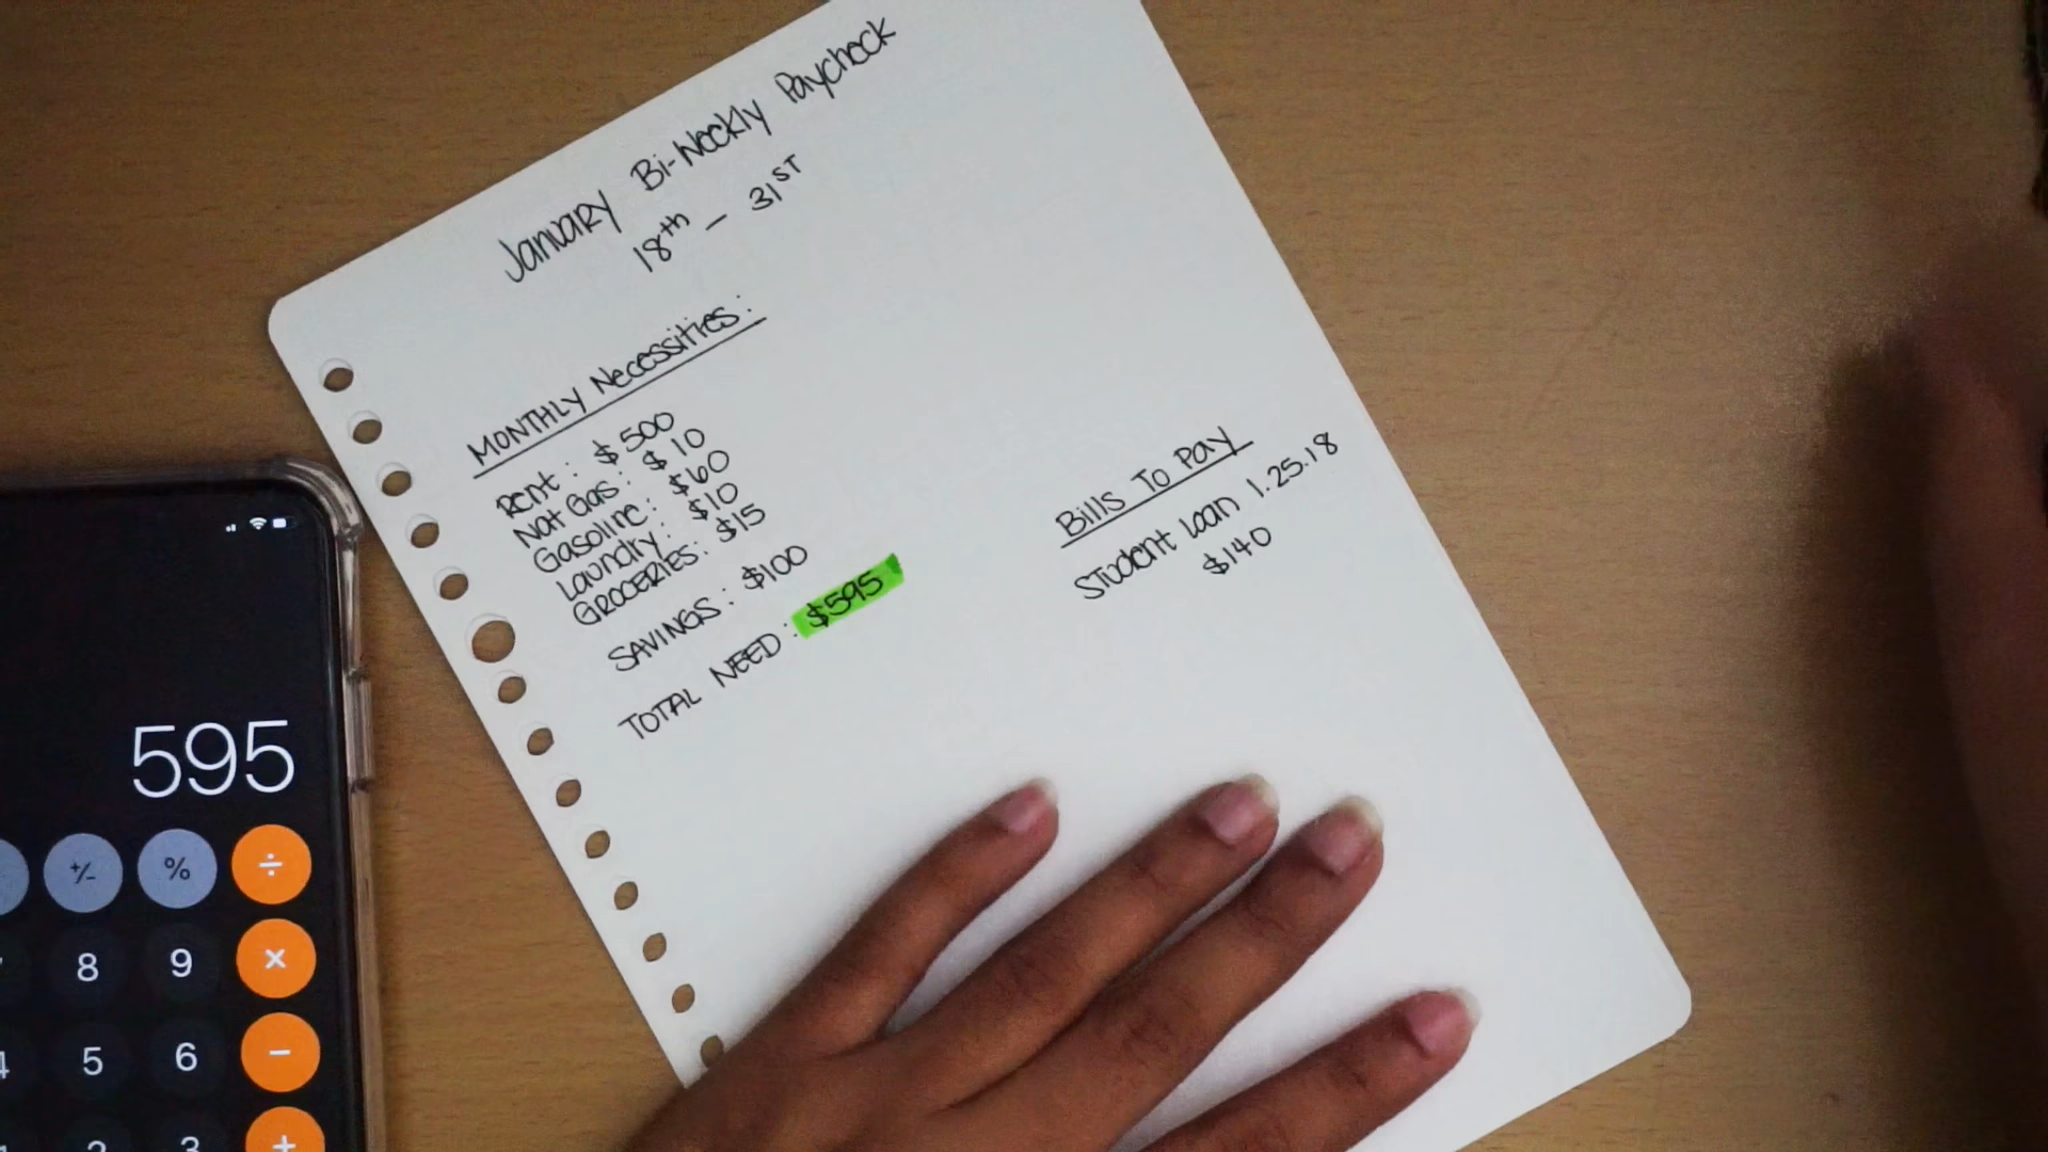 January Bi-Weekly Paycheck
18th - 31ST
MONTHLY Necessities:
Rent: $500
Nat Gas: $10
Gasoline: $60
Laundry: $10
GROCERIES: $15
SAVINGS: $100
TOTAL NEED: $595
Bills To Pay
Student Loan 1.25.18
$140
595
+/- % ÷
8 9 ×
4 5 6 -
2 3 +